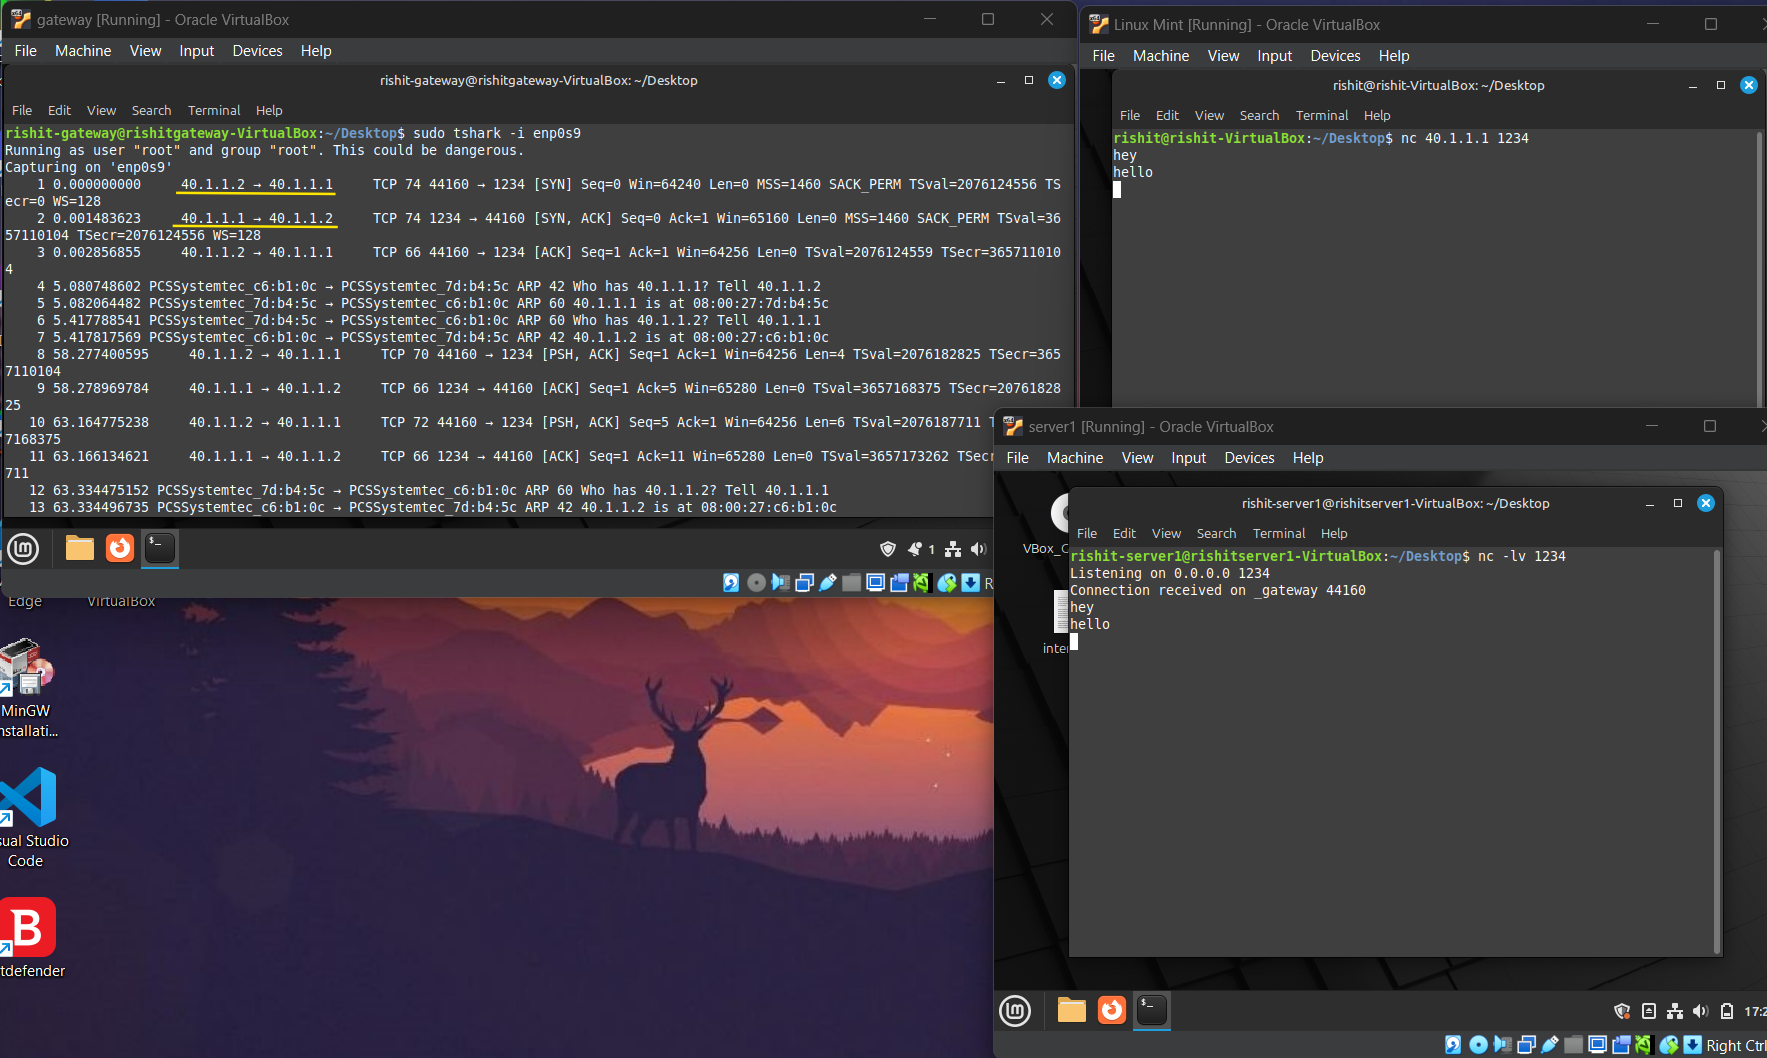 gateway [Running] - Oracle VirtualBox
File Machine View Input Devices Help
rishit-gateway@rishitgateway-VirtualBox: ~/Desktop
File Edit View Search Terminal Help
rishit-gateway@rishitgateway-VirtualBox:~/Desktop$ sudo tshark -i enp0s9
Running as user "root" and group "root". This could be dangerous.
Capturing on 'enp0s9'
1 0.000000000 40.1.1.2 → 40.1.1.1 TCP 74 44160 → 1234 [SYN] Seq=0 Win=64240 Len=0 MSS=1460 SACK_PERM TSval=2076124556 TS
ecr=0 WS=128
2 0.001483623 40.1.1.1 → 40.1.1.2 TCP 74 1234 → 44160 [SYN, ACK] Seq=0 Ack=1 Win=65160 Len=0 MSS=1460 SACK_PERM TSval=36
57110104 TSecr=2076124556 WS=128
3 0.002856855 40.1.1.2 → 40.1.1.1 TCP 66 44160 → 1234 [ACK] Seq=1 Ack=1 Win=64256 Len=0 TSval=2076124559 TSecr=365711010
4
4 5.080748602 PCSSystemtec_c6:b1:0c → PCSSystemtec_7d:b4:5c ARP 42 Who has 40.1.1.1? Tell 40.1.1.2
5 5.082064482 PCSSystemtec_7d:b4:5c → PCSSystemtec_c6:b1:0c ARP 60 40.1.1.1 is at 08:00:27:7d:b4:5c
6 5.417788541 PCSSystemtec_7d:b4:5c → PCSSystemtec_c6:b1:0c ARP 60 Who has 40.1.1.2? Tell 40.1.1.1
7 5.417817569 PCSSystemtec_c6:b1:0c → PCSSystemtec_7d:b4:5c ARP 42 40.1.1.2 is at 08:00:27:c6:b1:0c
8 58.277400595 40.1.1.2 → 40.1.1.1 TCP 70 44160 → 1234 [PSH, ACK] Seq=1 Ack=1 Win=64256 Len=4 TSval=2076182825 TSecr=365
7110104
9 58.278969784 40.1.1.1 → 40.1.1.2 TCP 66 1234 → 44160 [ACK] Seq=1 Ack=5 Win=65280 Len=0 TSval=3657168375 TSecr=20761828
25
10 63.164775238 40.1.1.2 → 40.1.1.1 TCP 72 44160 → 1234 [PSH, ACK] Seq=5 Ack=1 Win=64256 Len=6 TSval=2076187711 T
7168375
11 63.166134621 40.1.1.1 → 40.1.1.2 TCP 66 1234 → 44160 [ACK] Seq=1 Ack=11 Win=65280 Len=0 TSval=3657173262 TSec
711
12 63.334475152 PCSSystemtec_7d:b4:5c → PCSSystemtec_c6:b1:0c ARP 60 Who has 40.1.1.2? Tell 40.1.1.1
13 63.334496735 PCSSystemtec_c6:b1:0c → PCSSystemtec_7d:b4:5c ARP 42 40.1.1.2 is at 08:00:27:c6:b1:0c
1
R
Linux Mint [Running] - Oracle VirtualBox
File Machine View Input Devices Help
rishit@rishit-VirtualBox: ~/Desktop
File Edit View Search Terminal Help
rishit@rishit-VirtualBox:~/Desktop$ nc 40.1.1.1 1234
hey
hello
server1 [Running] - Oracle VirtualBox
File Machine View Input Devices Help
rishit-server1@rishitserver1-VirtualBox: ~/Desktop
File Edit View Search Terminal Help
rishit-server1@rishitserver1-VirtualBox:~/Desktop$ nc -lv 1234
Listening on 0.0.0.0 1234
Connection received on _gateway 44160
hey
hello
VBox_
inter
17:2
Right Ctrl
Edge
VirtualBox
MinGW
nstallati...
sual Studio
Code
B
tdefender